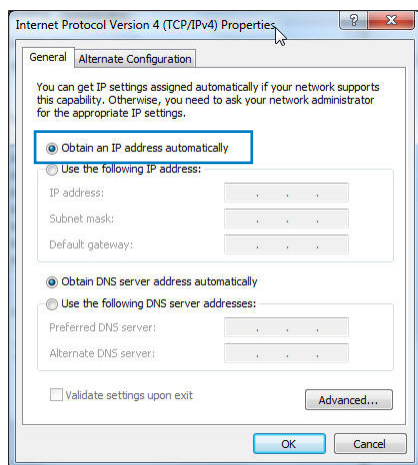 Internet Protocol Version 4 (TCP/IPv4) Properties
General
Alternate Configuration
You can get IP settings assigned automatically if your network supports
this capability. Otherwise, you need to ask your network administrator
for the appropriate IP settings.
Obtain an IP address automatically
Use the following IP address:
IP address:
Subnet mask:
Default gateway:
Obtain DNS server address automatically
Use the following DNS server addresses:
Preferred DNS server:
Alternate DNS server:
Validate settings upon exit
Advanced...
OK
Cancel